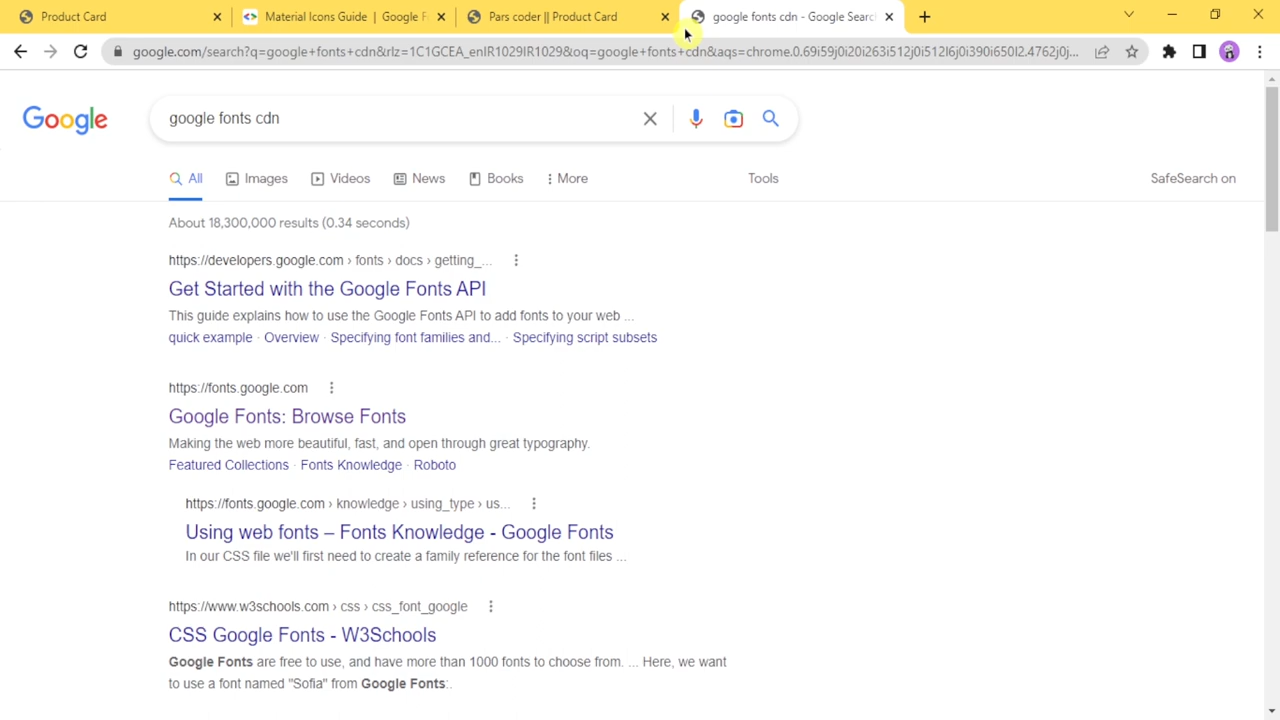 Product Card
Material Icons Guide | Google F
Pars coder || Product Card
google fonts cdn - Google Searc
google.com/search?q=google+fonts+cdn&rlz=1C1GCEA_enIR1029IR1029&oq=google+fonts+cdn&aqs=chrome.0.69i59j0i20i263i512j0i512l6j0i390i650l2.4762j0j...
Google
google fonts cdn
All
Images
Videos
News
Books
More
Tools
SafeSearch on
About 18,300,000 results (0.34 seconds)
https://developers.google.com › fonts › docs › getting_...
Get Started with the Google Fonts API
This guide explains how to use the Google Fonts API to add fonts to your web ...
quick example · Overview · Specifying font families and... · Specifying script subsets
https://fonts.google.com
Google Fonts: Browse Fonts
Making the web more beautiful, fast, and open through great typography.
Featured Collections · Fonts Knowledge · Roboto
https://fonts.google.com › knowledge › using_type › us...
Using web fonts – Fonts Knowledge - Google Fonts
In our CSS file we'll first need to create a family reference for the font files ...
https://www.w3schools.com › css › css_font_google
CSS Google Fonts - W3Schools
Google Fonts are free to use, and have more than 1000 fonts to choose from. ... Here, we want
to use a font named "Sofia" from Google Fonts:.